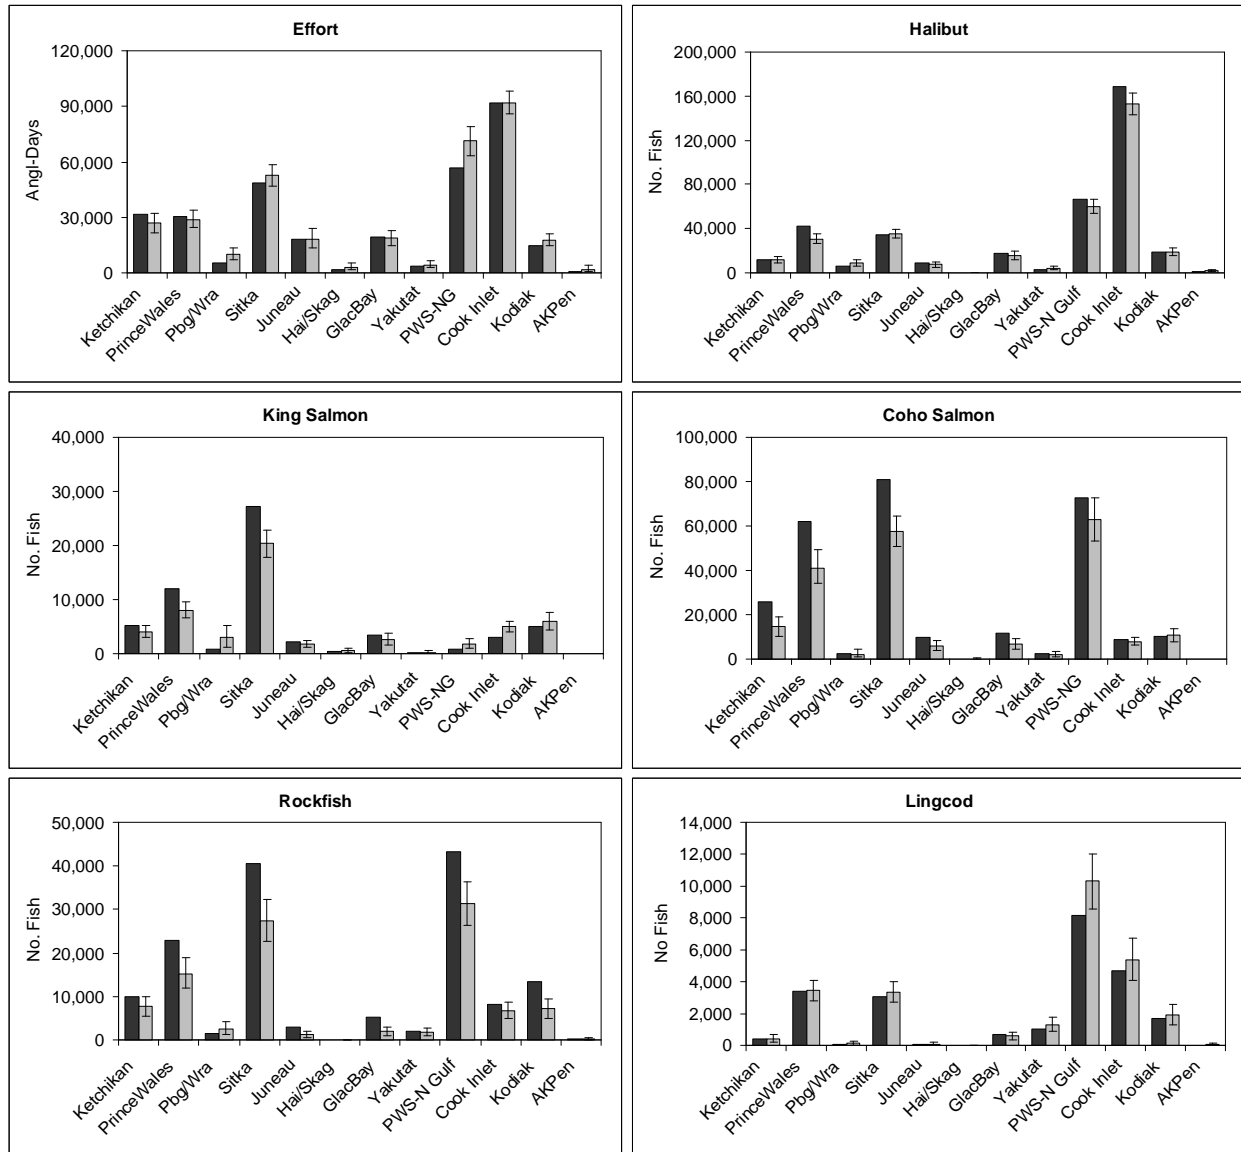 Effort
120,000
90,000
60,000
30,000
0
Angl-Days
Ketchikan
PrinceWales
Pbg/Wra
Sitka
Juneau
Hai/Skag
GlacBay
Yakutat
PWS-NG
Cook Inlet
Kodiak
AKPen
Halibut
200,000
160,000
120,000
80,000
40,000
0
No. Fish
Ketchikan
PrinceWales
Pbg/Wra
Sitka
Juneau
Hai/Skag
GlacBay
Yakutat
PWS-N Gulf
Cook Inlet
Kodiak
AKPen
King Salmon
40,000
30,000
20,000
10,000
0
No. Fish
Ketchikan
PrinceWales
Pbg/Wra
Sitka
Juneau
Hai/Skag
GlacBay
Yakutat
PWS-NG
Cook Inlet
Kodiak
AKPen
Coho Salmon
100,000
80,000
60,000
40,000
20,000
0
No. Fish
Ketchikan
PrinceWales
Pbg/Wra
Sitka
Juneau
Hai/Skag
GlacBay
Yakutat
PWS-NG
Cook Inlet
Kodiak
AKPen
Rockfish
50,000
40,000
30,000
20,000
10,000
0
No. Fish
Ketchikan
PrinceWales
Pbg/Wra
Sitka
Juneau
Hai/Skag
GlacBay
Yakutat
PWS-N Gulf
Cook Inlet
Kodiak
AKPen
Lingcod
14,000
12,000
10,000
8,000
6,000
4,000
2,000
0
No Fish
Ketchikan
PrinceWales
Pbg/Wra
Sitka
Juneau
Hai/Skag
GlacBay
Yakutat
PWS-N Gulf
Cook Inlet
Kodiak
AKPen